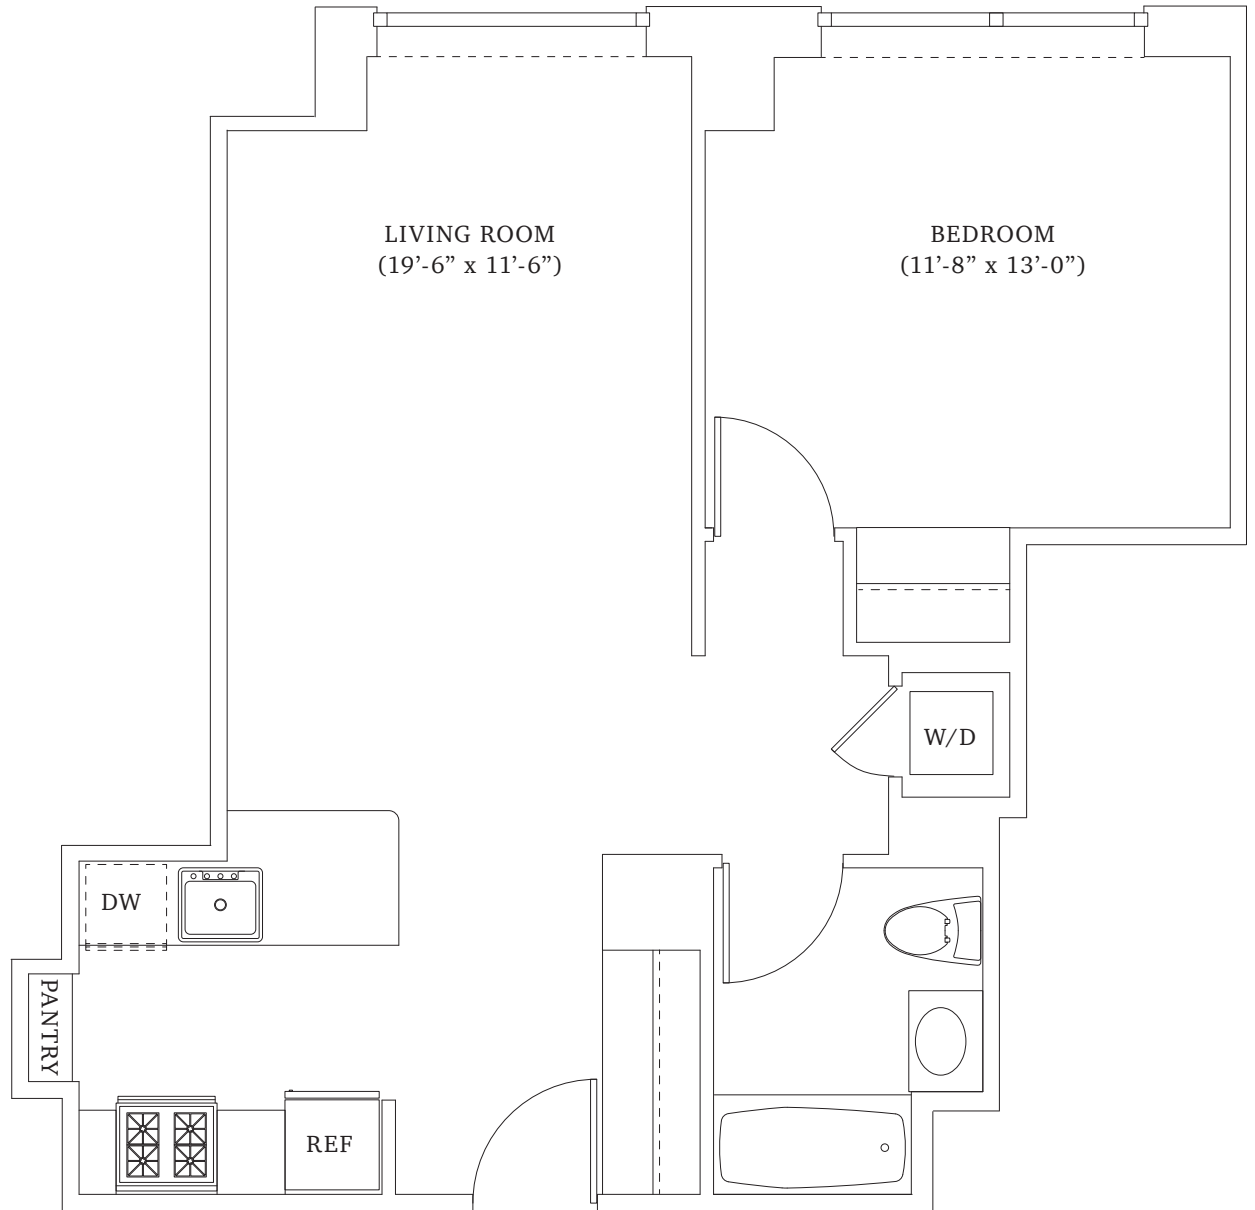 LIVING ROOM
(19’-6” x 11’-6”)
BEDROOM
(11’-8” x 13’-0”)
W/D
DW
PANTRY
REF